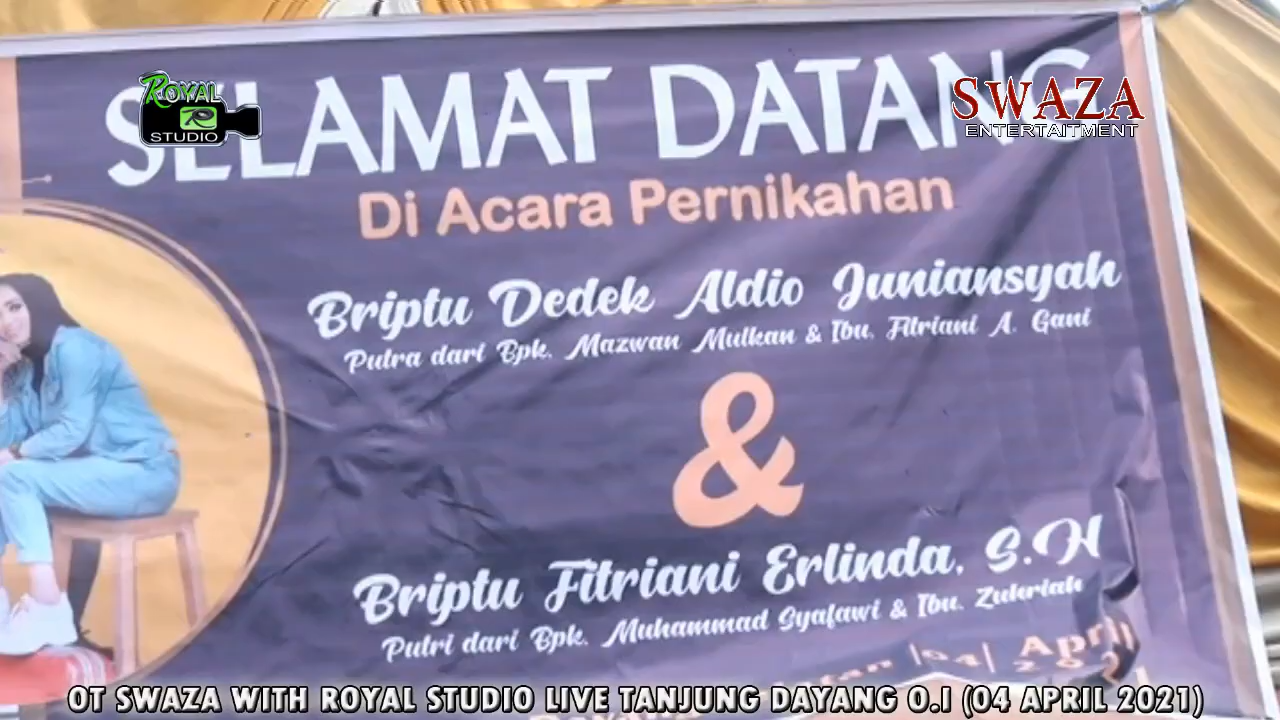 ROYAL
R
STUDIO
SWAZA
ENTERTAITMENT
SELAMAT DATANG
Di Acara Pernikahan
Briptu Dedek Aldio Juniansyah
Putra dari Bpk. Mazwan Mulkan & Ibu. Fitriani A. Gani
&
Briptu Fitriani Erlinda, S.H
Putri dari Bpk. Muhammad Syafawi & Ibu. Zuhriah
|04| April
2021
OT SWAZA WITH ROYAL STUDIO LIVE TANJUNG DAYANG O.I (04 APRIL 2021)